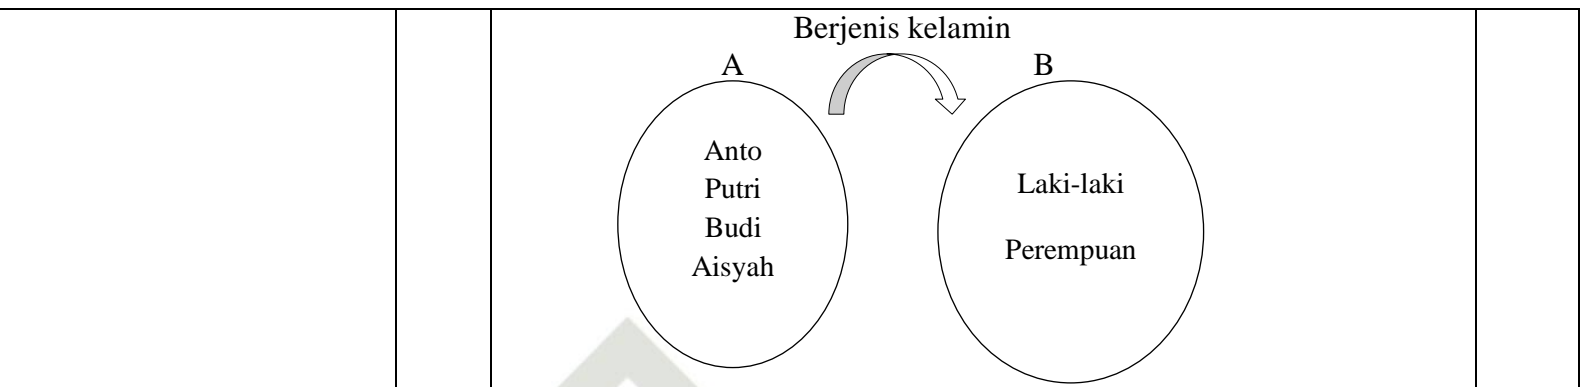 Berjenis kelamin
A
B
Anto
Putri
Budi
Aisyah
Laki-laki
Perempuan